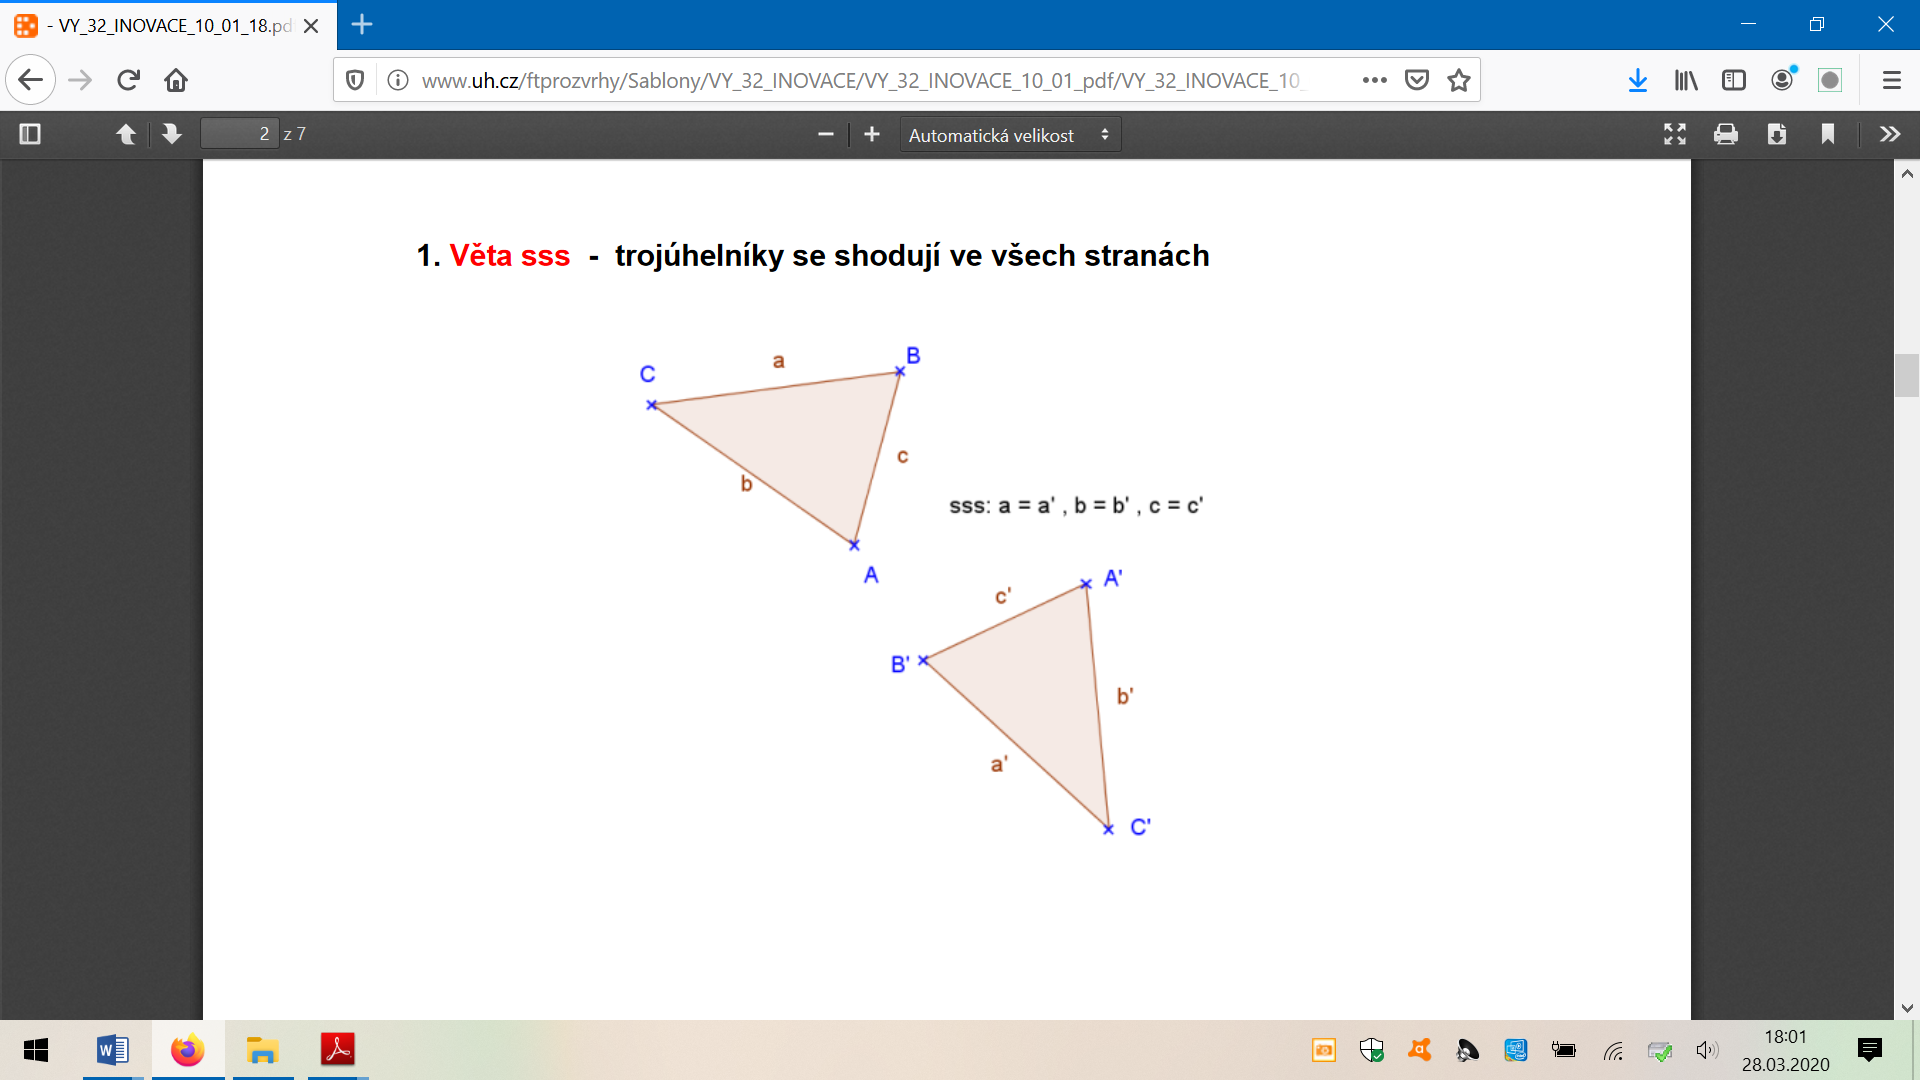 - VY_32_INOVACE_10_01_18.pdf
www.uh.cz/ftprozvrhy/Sablony/VY_32_INOVACE/VY_32_INOVACE_10_01_pdf/VY_32_INOVACE_10_
2 z 7
Automatická velikost
1. Věta sss - trojúhelníky se shodují ve všech stranách
B
a
C
c
b
sss: a = a' , b = b' , c = c'
A
A'
c'
B'
b'
a'
C'
18:01
28.03.2020